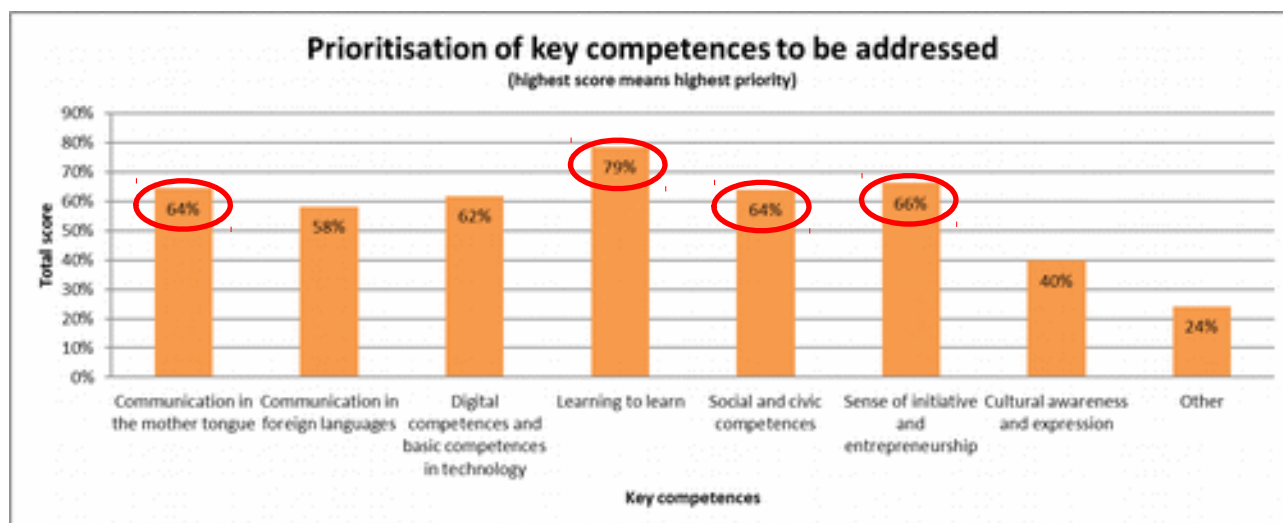 Prioritisation of key competences to be addressed
(highest score means highest priority)
Total score
90%
80%
70%
60%
50%
40%
30%
20%
10%
0%
64%
58%
62%
79%
64%
66%
40%
24%
Communication in
the mother tongue
Communication in
foreign languages
Digital
competences and
basic competences
in technology
Learning to learn
Social and civic
competences
Sense of initiative
and
entrepreneurship
Cultural awareness
and expression
Other
Key competences